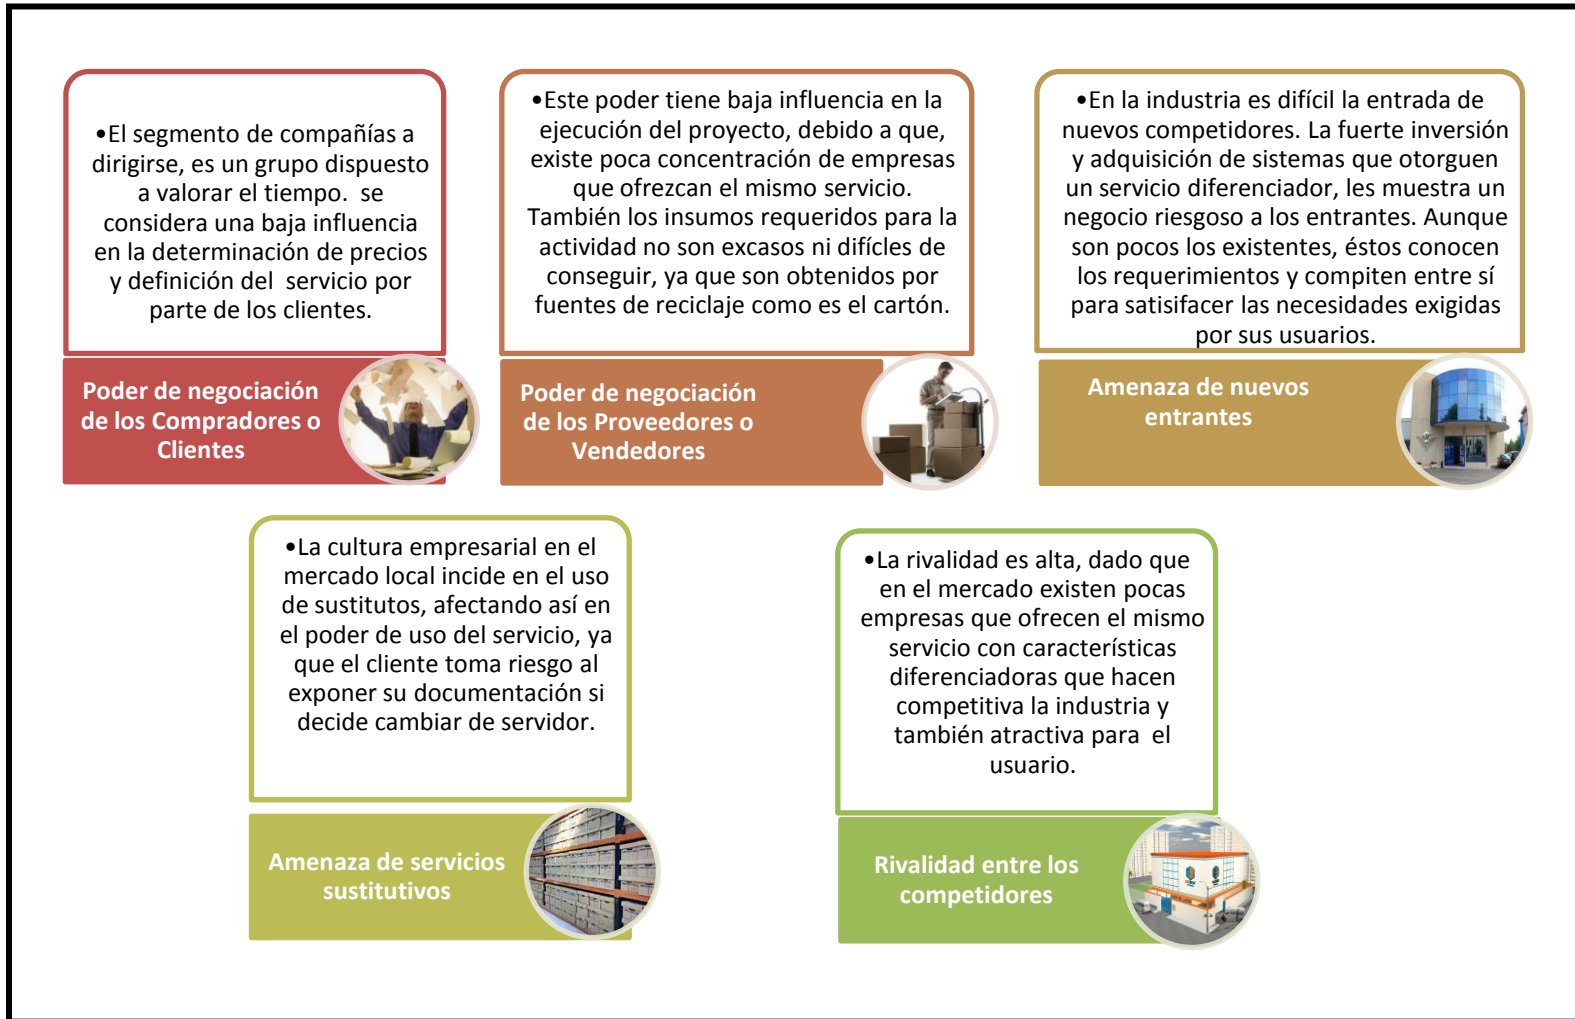 •El segmento de compañías a
dirigirse, es un grupo dispuesto
a valorar el tiempo.  se
considera una baja influencia
en la determinación de precios
y definición del  servicio por
parte de los clientes.
Poder de negociación
de los Compradores o
Clientes
•Este poder tiene baja influencia en la
ejecución del proyecto, debido a que,
existe poca concentración de empresas
que ofrezcan el mismo servicio.
También los insumos requeridos para la
actividad no son excasos ni difíciles de
conseguir, ya que son obtenidos por
fuentes de reciclaje como es el cartón.
Poder de negociación
de los Proveedores o
Vendedores
•En la industria es difícil la entrada de
nuevos competidores. La fuerte inversión
y adquisición de sistemas que otorguen
un servicio diferenciador, les muestra un
negocio riesgoso a los entrantes. Aunque
son pocos los existentes, éstos conocen
los requerimientos y compiten entre sí
para satisifacer las necesidades exigidas
por sus usuarios.
Amenaza de nuevos
entrantes
•La cultura empresarial en el
mercado local incide en el uso
de sustitutos, afectando así en
el poder de uso del servicio, ya
que el cliente toma riesgo al
exponer su documentación si
decide cambiar de servidor.
Amenaza de servicios
sustitutivos
•La rivalidad es alta, dado que
en el mercado existen pocas
empresas que ofrecen el mismo
servicio con características
diferenciadoras que hacen
competitiva la industria y
también atractiva para  el
usuario.
Rivalidad entre los
competidores